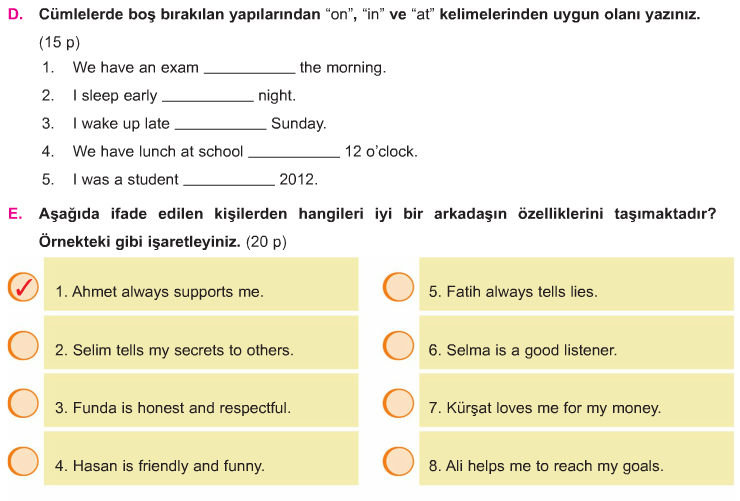 D. Cümlelerde boş bırakılan yapılarından “on”, “in” ve “at” kelimelerinden uygun olanı yazınız.
(15 p)
1. We have an exam ___________ the morning.
2. I sleep early ___________ night.
3. I wake up late ___________ Sunday.
4. We have lunch at school ___________ 12 o’clock.
5. I was a student ___________ 2012.
E. Aşağıda ifade edilen kişilerden hangileri iyi bir arkadaşın özelliklerini taşımaktadır?
Örnekteki gibi işaretleyiniz. (20 p)
1. Ahmet always supports me.
2. Selim tells my secrets to others.
3. Funda is honest and respectful.
4. Hasan is friendly and funny.
5. Fatih always tells lies.
6. Selma is a good listener.
7. Kürşat loves me for my money.
8. Ali helps me to reach my goals.